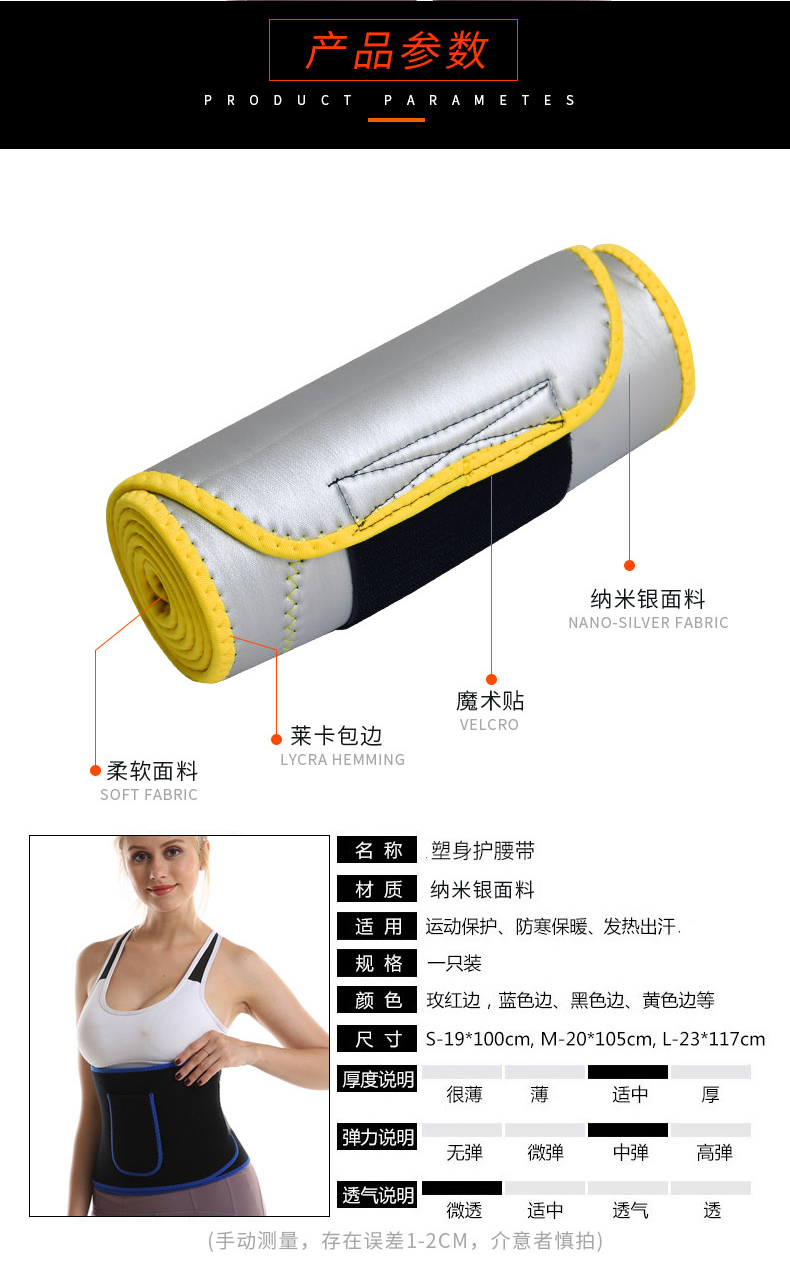 产品参数
PRODUCT PARAMETES
纳米银面料
NANO-SILVER FABRIC
魔术贴
VELCRO
莱卡包边
LYCRA HEMMING
柔软面料
SOFT FABRIC
名 称 塑身护腰带
材 质 纳米银面料
适 用 运动保护、防寒保暖、发热出汗.
规 格 一只装
颜 色 玫红边，蓝色边、黑色边、黄色边等
尺 寸 S-19*100cm, M-20*105cm, L-23*117cm
厚度说明
很薄 薄 适中 厚
弹力说明
无弹 微弹 中弹 高弹
透气说明
微透 适中 透气 透
(手动测量，存在误差1-2CM，介意者慎拍)